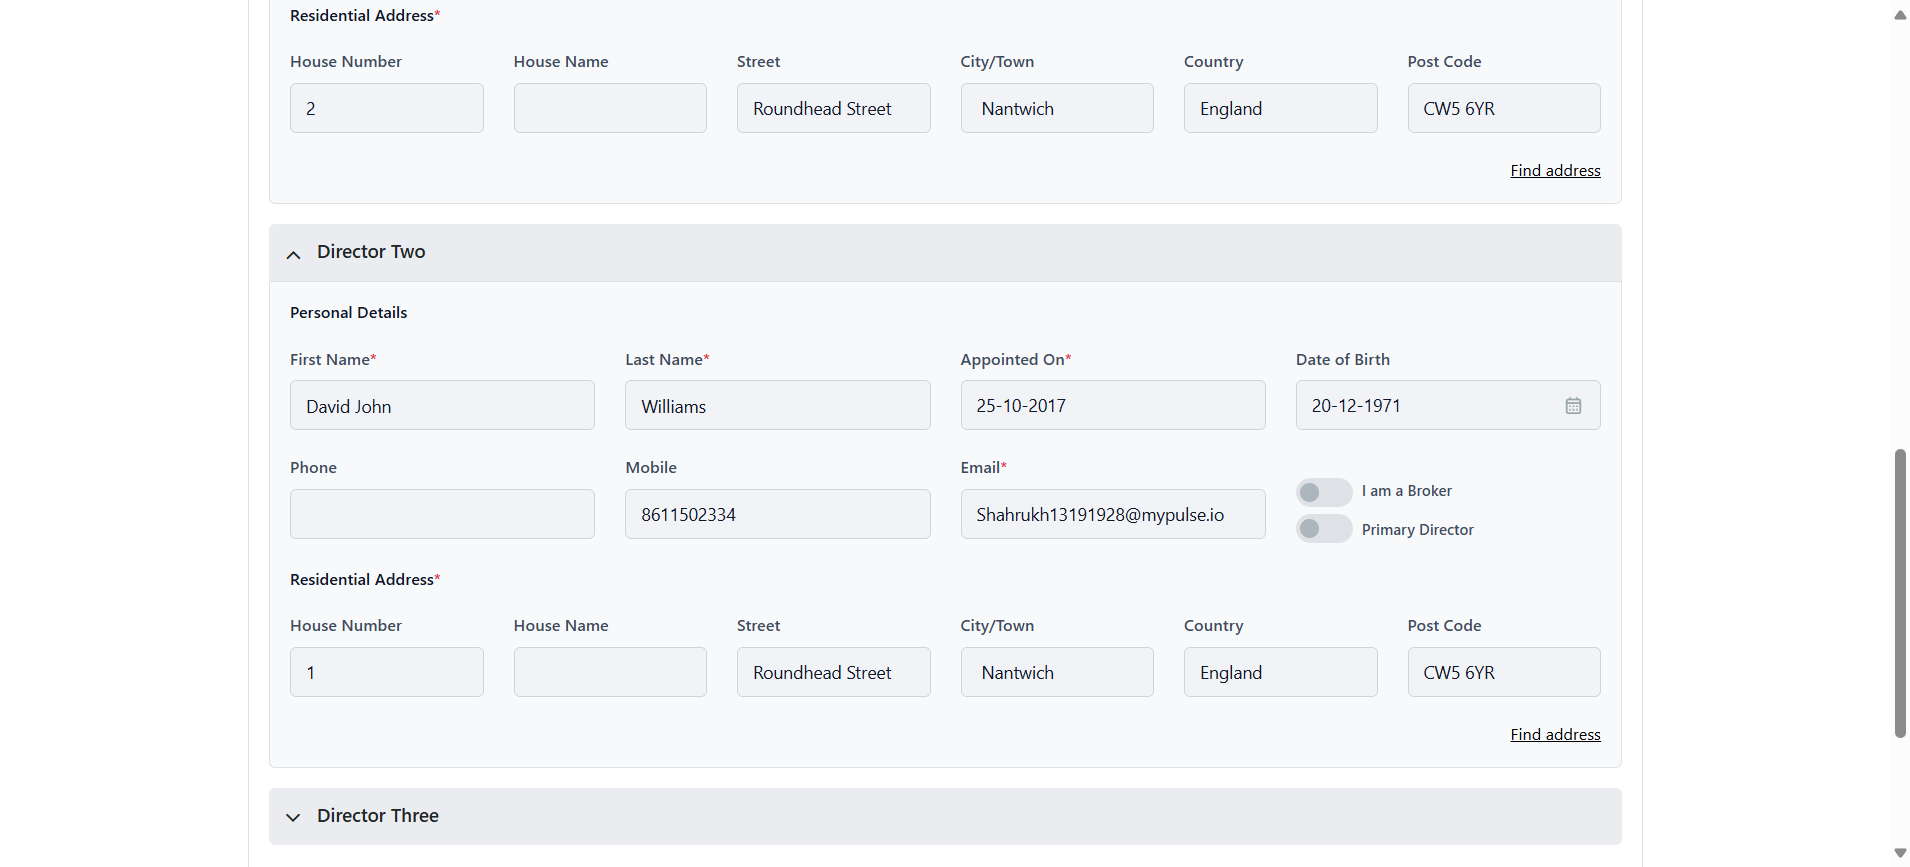 Residential Address*
House Number House Name Street City/Town Country Post Code
2 Roundhead Street Nantwich England CW5 6YR
Find address
Director Two
Personal Details
First Name* Last Name* Appointed On* Date of Birth
David John Williams 25-10-2017 20-12-1971
Phone Mobile Email*
I am a Broker
8611502334 Shahrukh13191928@mypulse.io
Primary Director
Residential Address*
House Number House Name Street City/Town Country Post Code
1 Roundhead Street Nantwich England CW5 6YR
Find address
Director Three